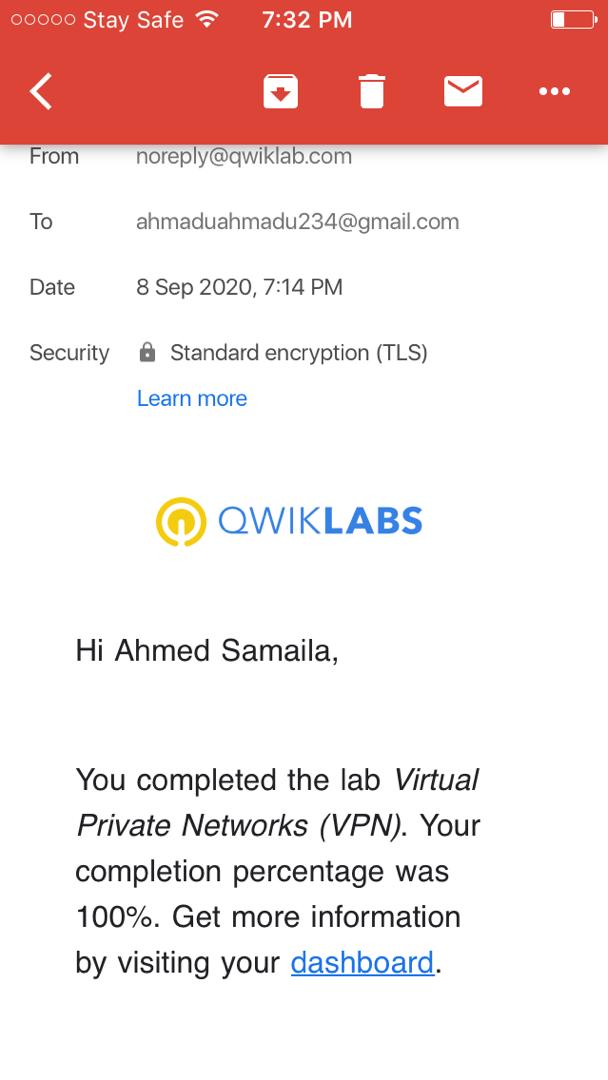 Stay Safe 7:32 PM
From noreply@qwiklab.com
To ahmaduahmadu234@gmail.com
Date 8 Sep 2020, 7:14 PM
Security Standard encryption (TLS)
Learn more
QWIKLABS
Hi Ahmed Samaila,
You completed the lab Virtual
Private Networks (VPN). Your
completion percentage was
100%. Get more information
by visiting your dashboard.